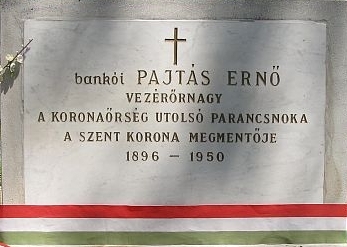 bankói PAJTÁS ERNŐ
VEZÉRŐRNAGY
A KORONAŐRSÉG UTOLSÓ PARANCSNOKA
A SZENT KORONA MEGMENTŐJE
1896 – 1950